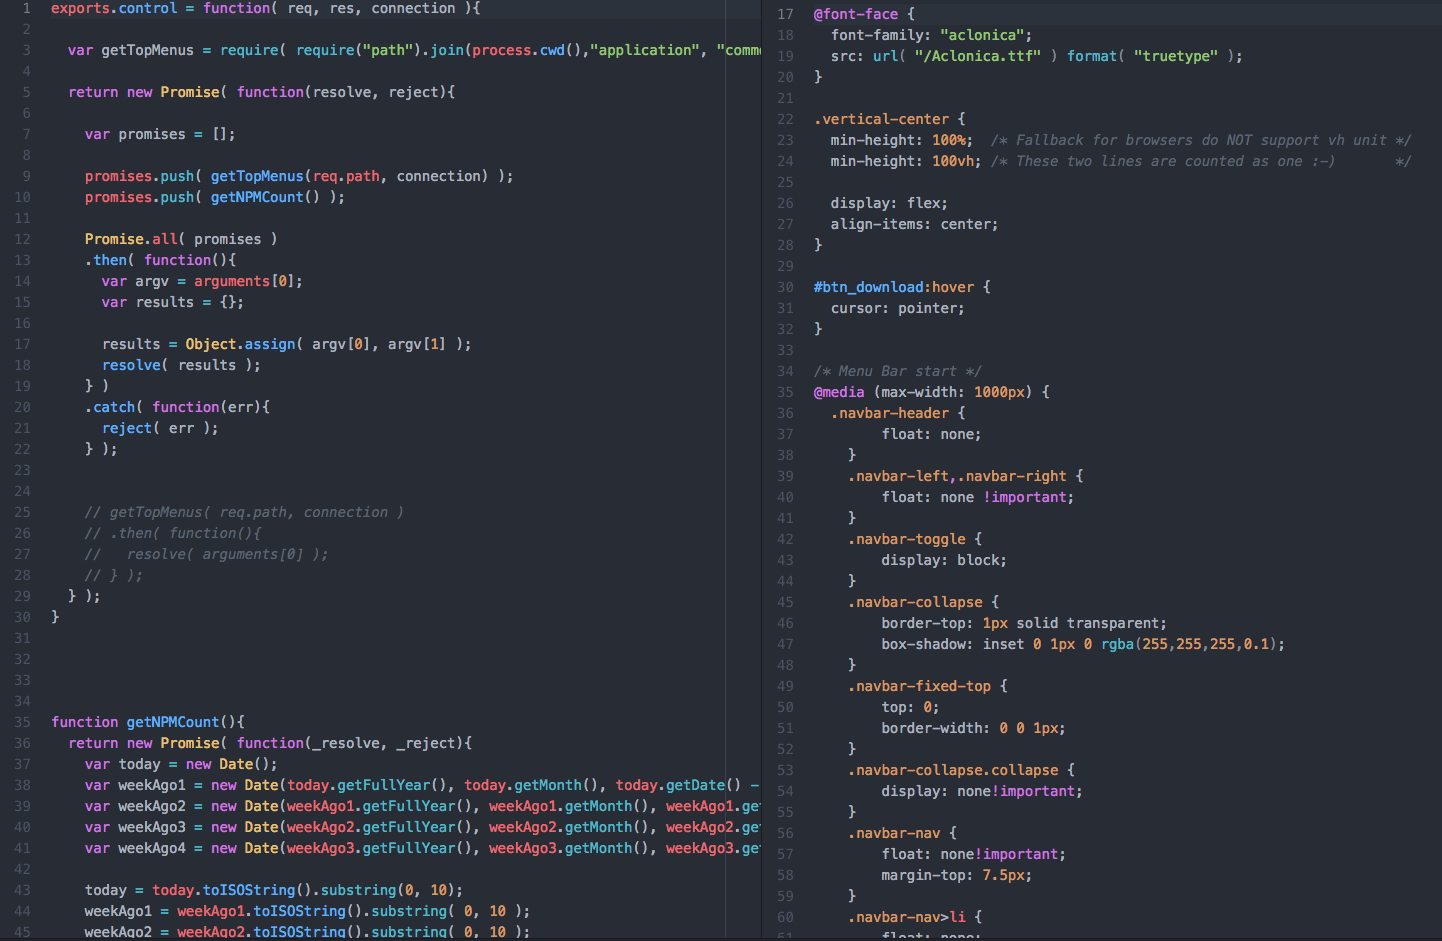 1 exports.control = function( req, res, connection ){
2
3 var getTopMenus = require( require("path").join(process.cwd(),"application", "comm
4
5 return new Promise( function(resolve, reject){
6
7 var promises = [];
8
9 promises.push( getTopMenus(req.path, connection) );
10 promises.push( getNPMCount() );
11
12 Promise.all( promises )
13 .then( function(){
14 var argv = arguments[0];
15 var results = {};
16
17 results = Object.assign( argv[0], argv[1] );
18 resolve( results );
19 } )
20 .catch( function(err){
21 reject( err );
22 } );
23
24
25 // getTopMenus( req.path, connection )
26 // .then( function(){
27 // resolve( arguments[0] );
28 // } );
29 } );
30 }
31
32
33
34
35 function getNPMCount(){
36 return new Promise( function(_resolve, _reject){
37 var today = new Date();
38 var weekAgo1 = new Date(today.getFullYear(), today.getMonth(), today.getDate() -
39 var weekAgo2 = new Date(weekAgo1.getFullYear(), weekAgo1.getMonth(), weekAgo1.get
40 var weekAgo3 = new Date(weekAgo2.getFullYear(), weekAgo2.getMonth(), weekAgo2.get
41 var weekAgo4 = new Date(weekAgo3.getFullYear(), weekAgo3.getMonth(), weekAgo3.get
42
43 today = today.toISOString().substring(0, 10);
44 weekAgo1 = weekAgo1.toISOString().substring( 0, 10 );
45 weekAgo2 = weekAgo2.toISOString().substring( 0, 10 );
17 @font-face {
18 font-family: "aclonica";
19 src: url( "/Aclonica.ttf" ) format( "truetype" );
20 }
21
22 .vertical-center {
23 min-height: 100%; /* Fallback for browsers do NOT support vh unit */
24 min-height: 100vh; /* These two lines are counted as one :-) */
25
26 display: flex;
27 align-items: center;
28 }
29
30 #btn_download:hover {
31 cursor: pointer;
32 }
33
34 /* Menu Bar start */
35 @media (max-width: 1000px) {
36 .navbar-header {
37 float: none;
38 }
39 .navbar-left,.navbar-right {
40 float: none !important;
41 }
42 .navbar-toggle {
43 display: block;
44 }
45 .navbar-collapse {
46 border-top: 1px solid transparent;
47 box-shadow: inset 0 1px 0 rgba(255,255,255,0.1);
48 }
49 .navbar-fixed-top {
50 top: 0;
51 border-width: 0 0 1px;
52 }
53 .navbar-collapse.collapse {
54 display: none!important;
55 }
56 .navbar-nav {
57 float: none!important;
58 margin-top: 7.5px;
59 }
60 .navbar-nav>li {
61 float: none;